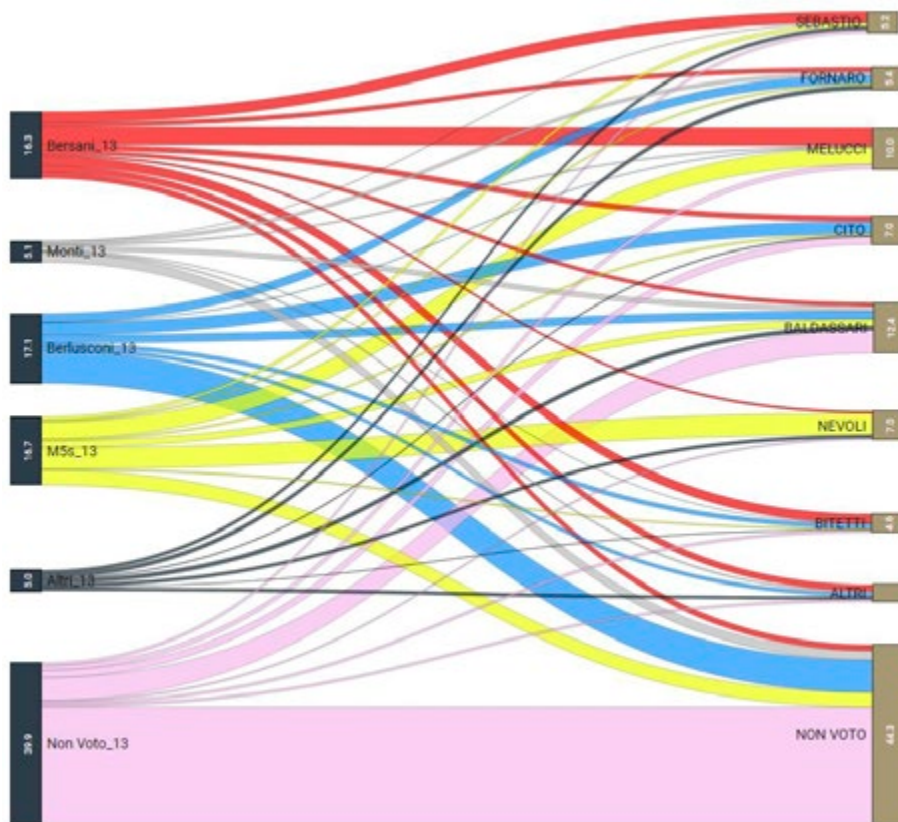 16.3
Bersani_13
5.1
Monti_13
17.1
Berlusconi_13
16.7
M5s_13
5.0
Altri_13
39.9
Non Voto_13
SEBASTIO
5.2
FORNARO
5.4
MELUCCI
10.0
CITO
7.0
BALDASSARI
12.4
NEVOLI
BITETTI
4.6
ALTRI
NON VOTO
44.3